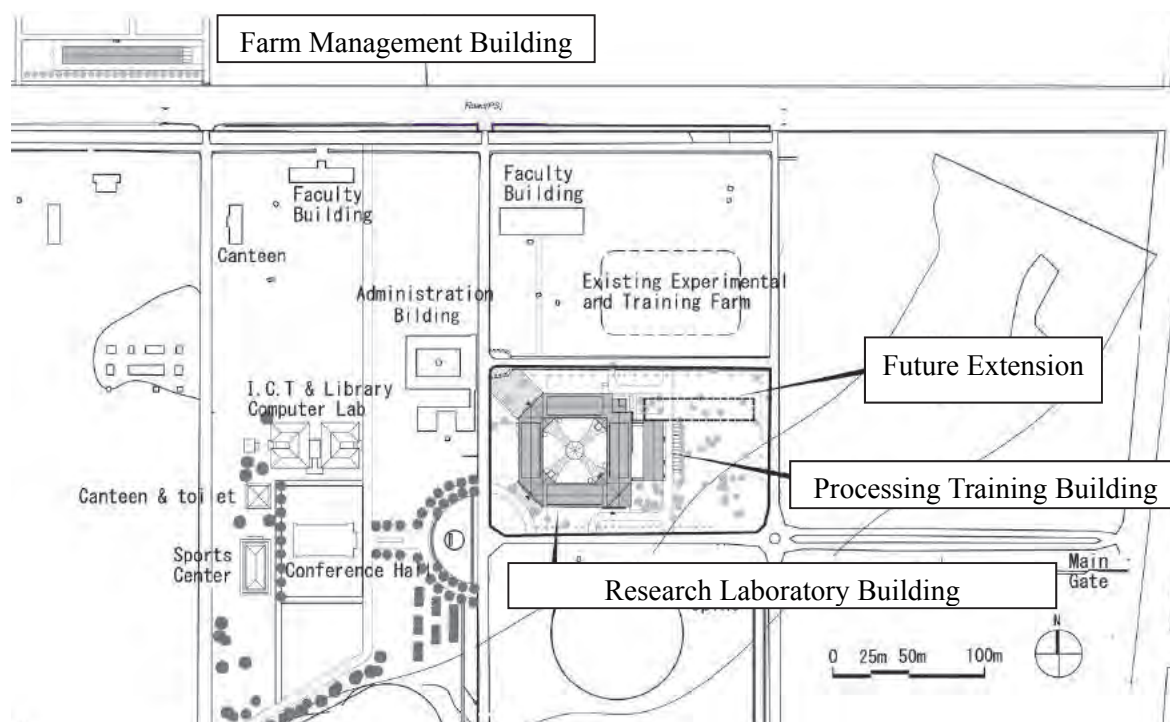 Farm Management Building
Road(PS)
Faculty
Building
Faculty
Building
Canteen
Existing Experimental
and Training Farm
Administration
Bilding
Future Extension
I.C.T & Library
Computer Lab
Processing Training Building
Canteen & toilet
Sports
Center
Conference Hall
Main
Gate
Research Laboratory Building
N
0 25m 50m 100m